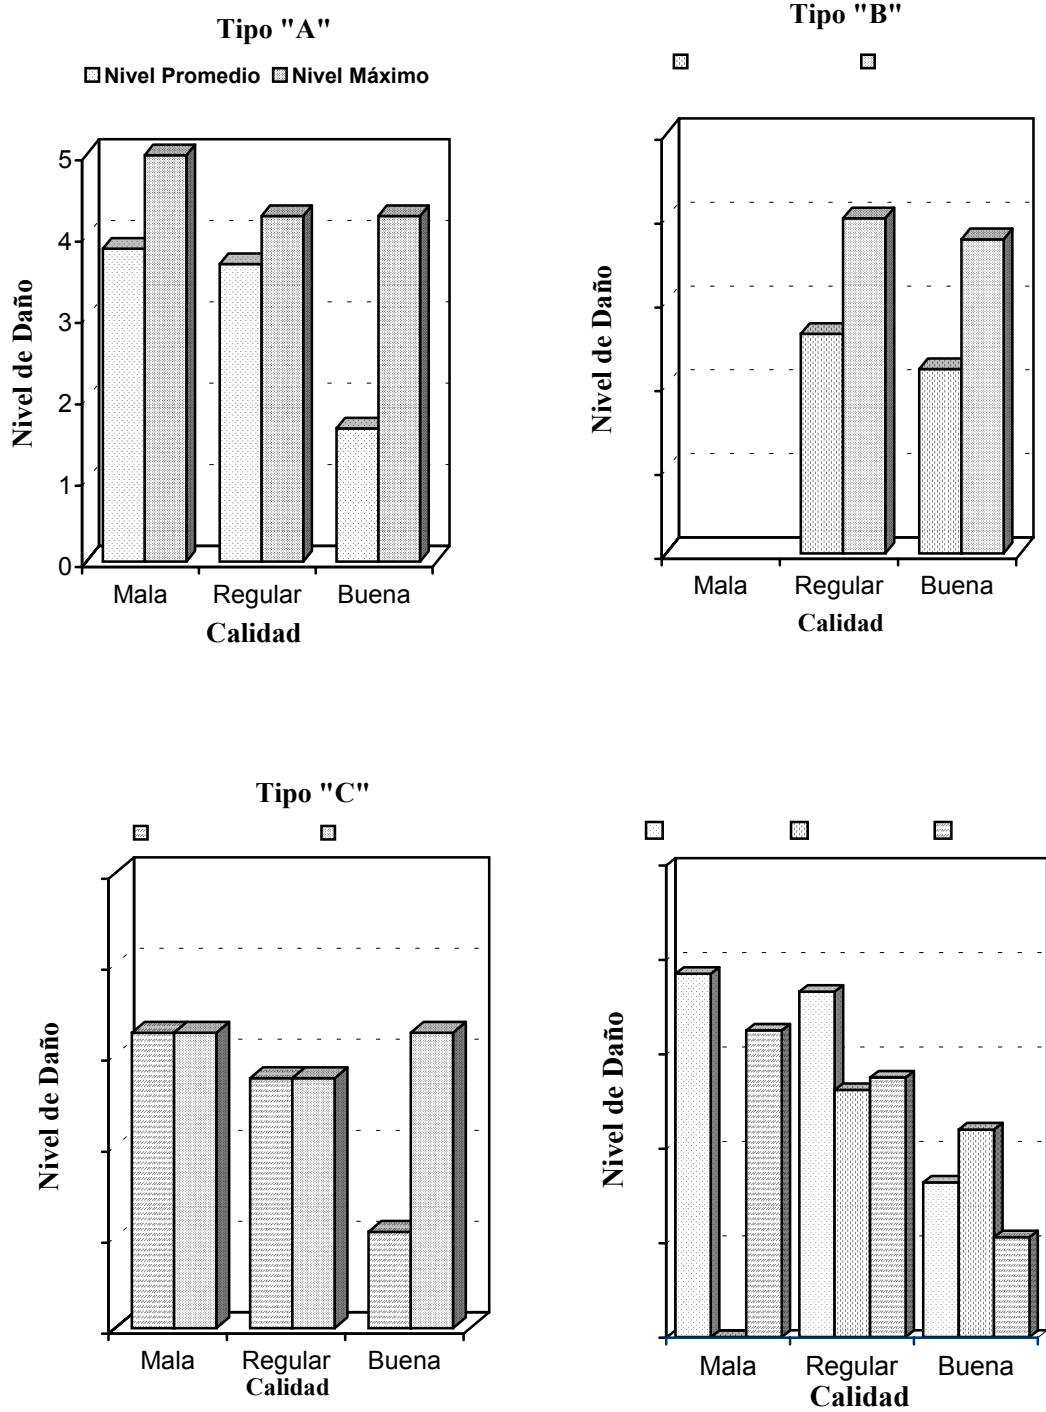 Tipo "A"
Nivel Promedio Nivel Máximo
Nivel de Daño
5
4
3
2
1
0
Mala Regular Buena
Calidad
Tipo "B"
Nivel de Daño
Mala Regular Buena
Calidad
Tipo "C"
Nivel de Daño
Mala Regular Buena
Calidad
Nivel de Daño
Mala Regular Buena
Calidad